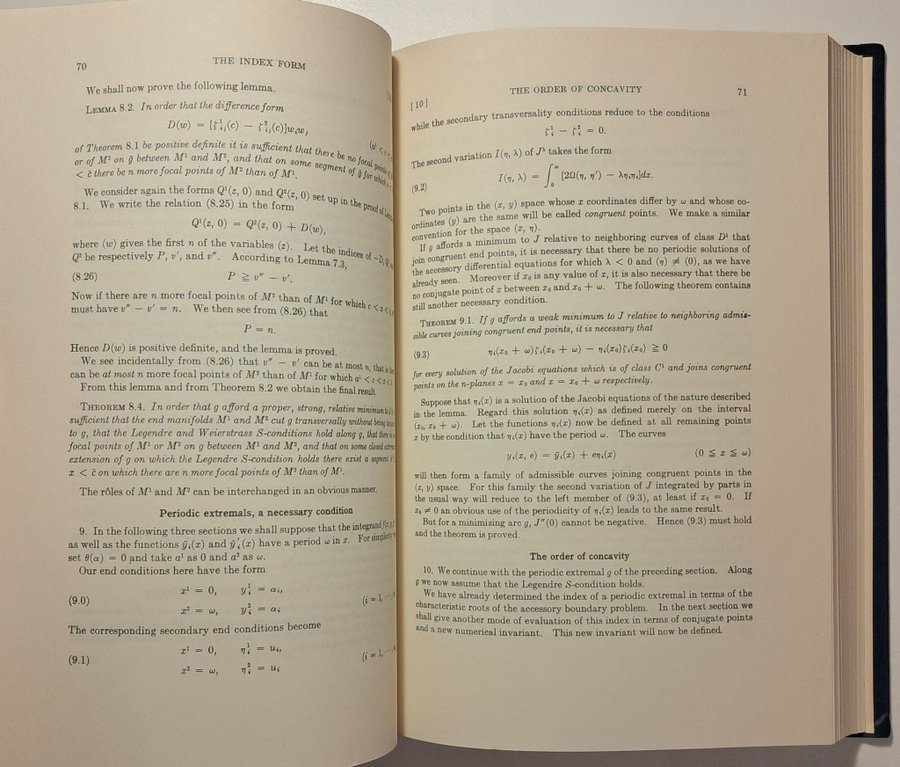 70
THE INDEX FORM
We shall now prove the following lemma.
LEMMA 8.2. In order that the difference form
D(w) = [ζ¹ᵢⱼ(c) − ζ²ᵢⱼ(c)]wᵢwⱼ
of Theorem 8.1 be positive definite it is sufficient that there be no focal points
or of M² on ḡ between M¹ and M², and that on some segment of ḡ for which
< c̄ there be n more focal points of M² than of M¹.
We consider again the forms Q¹(z, 0) and Q²(z, 0) set up in the proof of
8.1. We write the relation (8.25) in the form
Q¹(z, 0) = Q²(z, 0) + D(w),
where (w) gives the first n of the variables (z). Let the indices of −D,
Q² be respectively P, v′, and v″. According to Lemma 7.3,
(8.26) P ≧ v″ − v′.
Now if there are n more focal points of M² than of M¹ for which
must have v″ − v′ = n. We then see from (8.26) that
P = n.
Hence D(w) is positive definite, and the lemma is proved.
We see incidentally from (8.26) that v″ − v′ can be at most n, that is
can be at most n more focal points of M² than of M¹ for which
From this lemma and from Theorem 8.2 we obtain the final result.
THEOREM 8.4. In order that g afford a proper, strong, relative minimum
sufficient that the end manifolds M¹ and M² cut g transversally without being
to g, that the Legendre and Weierstrass S-conditions hold along g, that there
focal points of M¹ or M² on g between M¹ and M², and that on some closed
extension of g on which the Legendre S-condition holds there exist a segment
x < c̄ on which there are n more focal points of M² than of M¹.
The rôles of M¹ and M² can be interchanged in an obvious manner.
Periodic extremals, a necessary condition
9. In the following three sections we shall suppose that the integrand
as well as the functions ȳᵢ(x) and ȳ′ᵢ(x) have a period ω in x. For simplicity
set θ(α) = 0 and take a¹ as 0 and a² as ω.
Our end conditions here have the form
(9.0) x¹ = 0, y¹ᵢ = αᵢ,
x² = ω, y²ᵢ = αᵢ (i = 1,
The corresponding secondary end conditions become
(9.1) x¹ = 0, η¹ᵢ = uᵢ,
x² = ω, η²ᵢ = uᵢ (i = 1,
[10]
THE ORDER OF CONCAVITY
71
while the secondary transversality conditions reduce to the conditions
ζ¹ᵢ − ζ²ᵢ = 0.
The second variation I(η, λ) of Jλ takes the form
(9.2) I(η, λ) = ∫₀^ω [2Ω(η, η′) − ληᵢηᵢ]dx.
Two points in the (x, y) space whose x coordinates differ by ω and whose co-
ordinates (y) are the same will be called congruent points. We make a similar
convention for the space (x, η).
If g affords a minimum to J relative to neighboring curves of class D¹ that
join congruent end points, it is necessary that there be no periodic solutions of
the accessory differential equations for which λ < 0 and (η) ≢ (0), as we have
already seen. Moreover if x₀ is any value of x, it is also necessary that there be
no conjugate point of x between x₀ and x₀ + ω. The following theorem contains
still another necessary condition.
THEOREM 9.1. If g affords a weak minimum to J relative to neighboring admis-
sible curves joining congruent end points, it is necessary that
(9.3) ηᵢ(x₀ + ω)ζᵢ(x₀ + ω) − ηᵢ(x₀)ζᵢ(x₀) ≧ 0
for every solution of the Jacobi equations which is of class C¹ and joins congruent
points on the n-planes x = x₀ and x = x₀ + ω respectively.
Suppose that ηᵢ(x) is a solution of the Jacobi equations of the nature described
in the lemma. Regard this solution ηᵢ(x) as defined merely on the interval
(x₀, x₀ + ω). Let the functions ηᵢ(x) now be defined at all remaining points
x by the condition that ηᵢ(x) have the period ω. The curves
yᵢ(x, e) = ȳᵢ(x) + eηᵢ(x) (0 ≦ x ≦ ω)
will then form a family of admissible curves joining congruent points in the
(x, y) space. For this family the second variation of J integrated by parts in
the usual way will reduce to the left member of (9.3), at least if x₀ = 0. If
x₀ ≠ 0 an obvious use of the periodicity of ηᵢ(x) leads to the same result.
But for a minimizing arc g, J″(0) cannot be negative. Hence (9.3) must hold
and the theorem is proved.
The order of concavity
10. We continue with the periodic extremal g of the preceding section. Along
g we now assume that the Legendre S-condition holds.
We have already determined the index of a periodic extremal in terms of the
characteristic roots of the accessory boundary problem. In the next section we
shall give another mode of evaluation of this index in terms of conjugate points
and a new numerical invariant. This new invariant will now be defined.